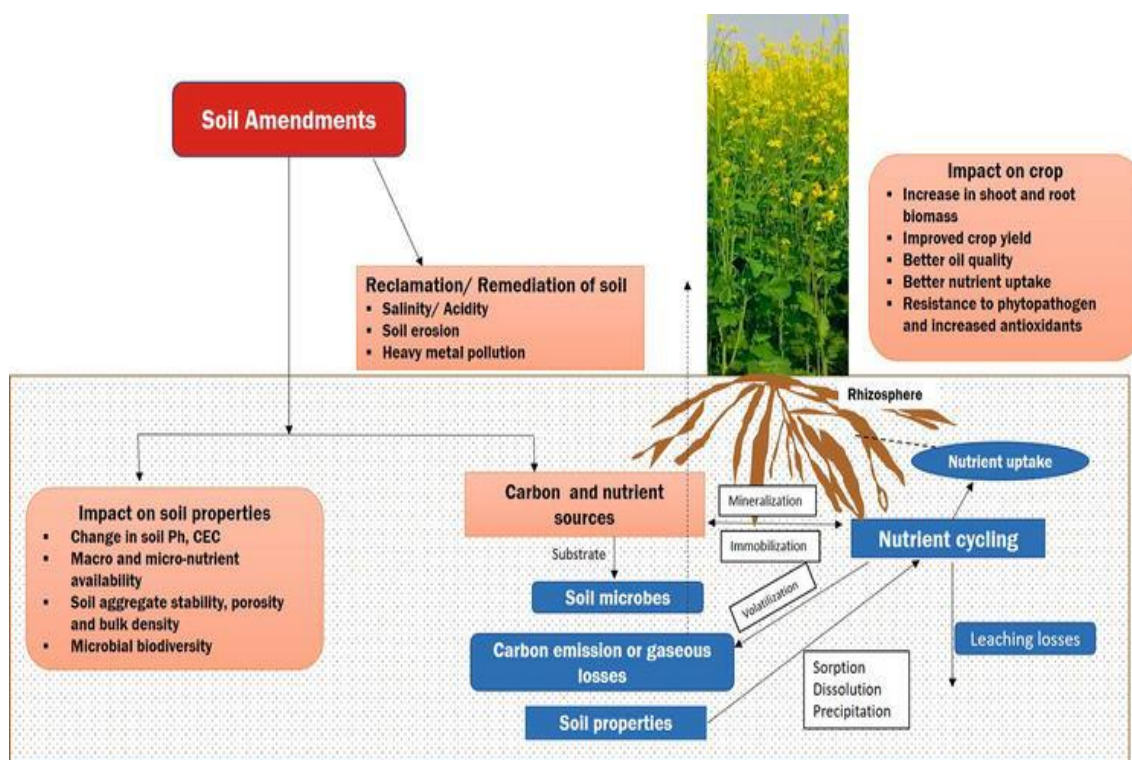 Soil Amendments
Impact on crop
▪ Increase in shoot and root
biomass
▪ Improved crop yield
▪ Better oil quality
▪ Better nutrient uptake
▪ Resistance to phytopathogen
and increased antioxidants
Reclamation/ Remediation of soil
▪ Salinity/ Acidity
▪ Soil erosion
▪ Heavy metal pollution
Rhizosphere
Nutrient uptake
Carbon and nutrient
sources
Mineralization
Immobilization
Nutrient cycling
Impact on soil properties
▪ Change in soil Ph, CEC
▪ Macro and micro-nutrient
availability
▪ Soil aggregate stability, porosity
and bulk density
▪ Microbial biodiversity
Substrate
Soil microbes
Volatilization
Carbon emission or gaseous
losses
Leaching losses
Sorption
Dissolution
Precipitation
Soil properties